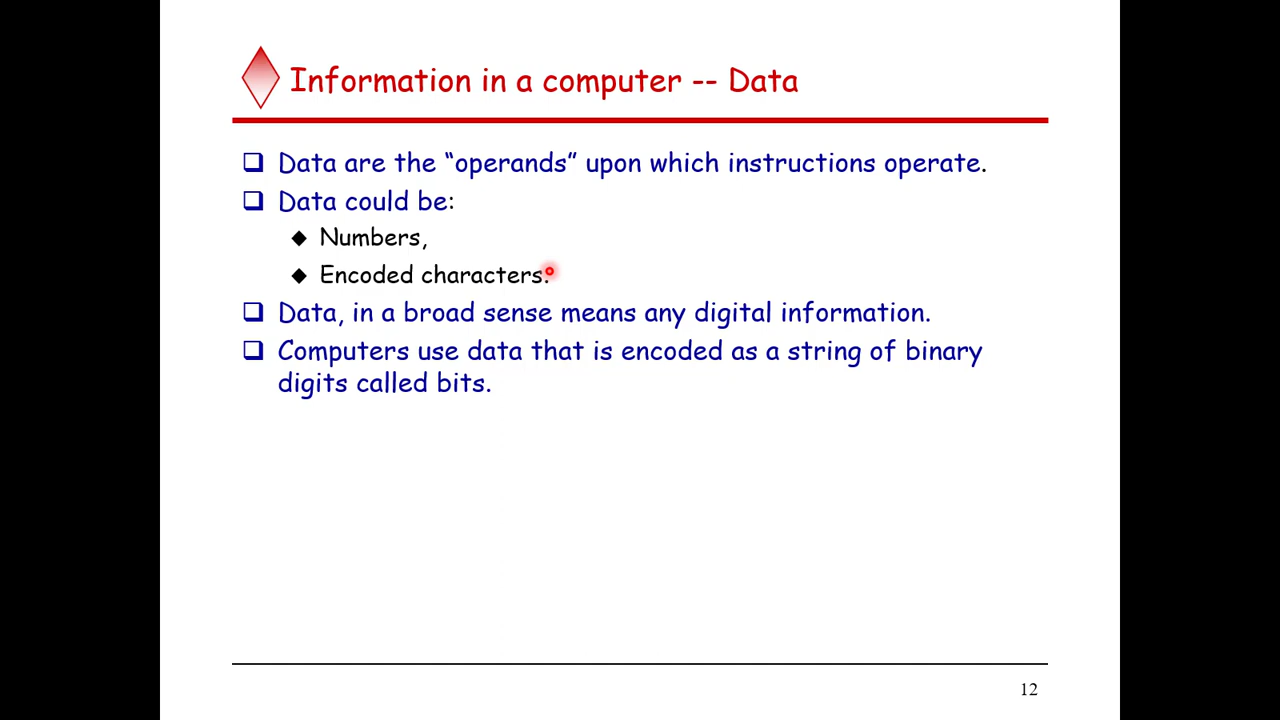 Information in a computer -- Data
Data are the “operands” upon which instructions operate.
Data could be:
Numbers,
Encoded characters.
Data, in a broad sense means any digital information.
Computers use data that is encoded as a string of binary
digits called bits.
12